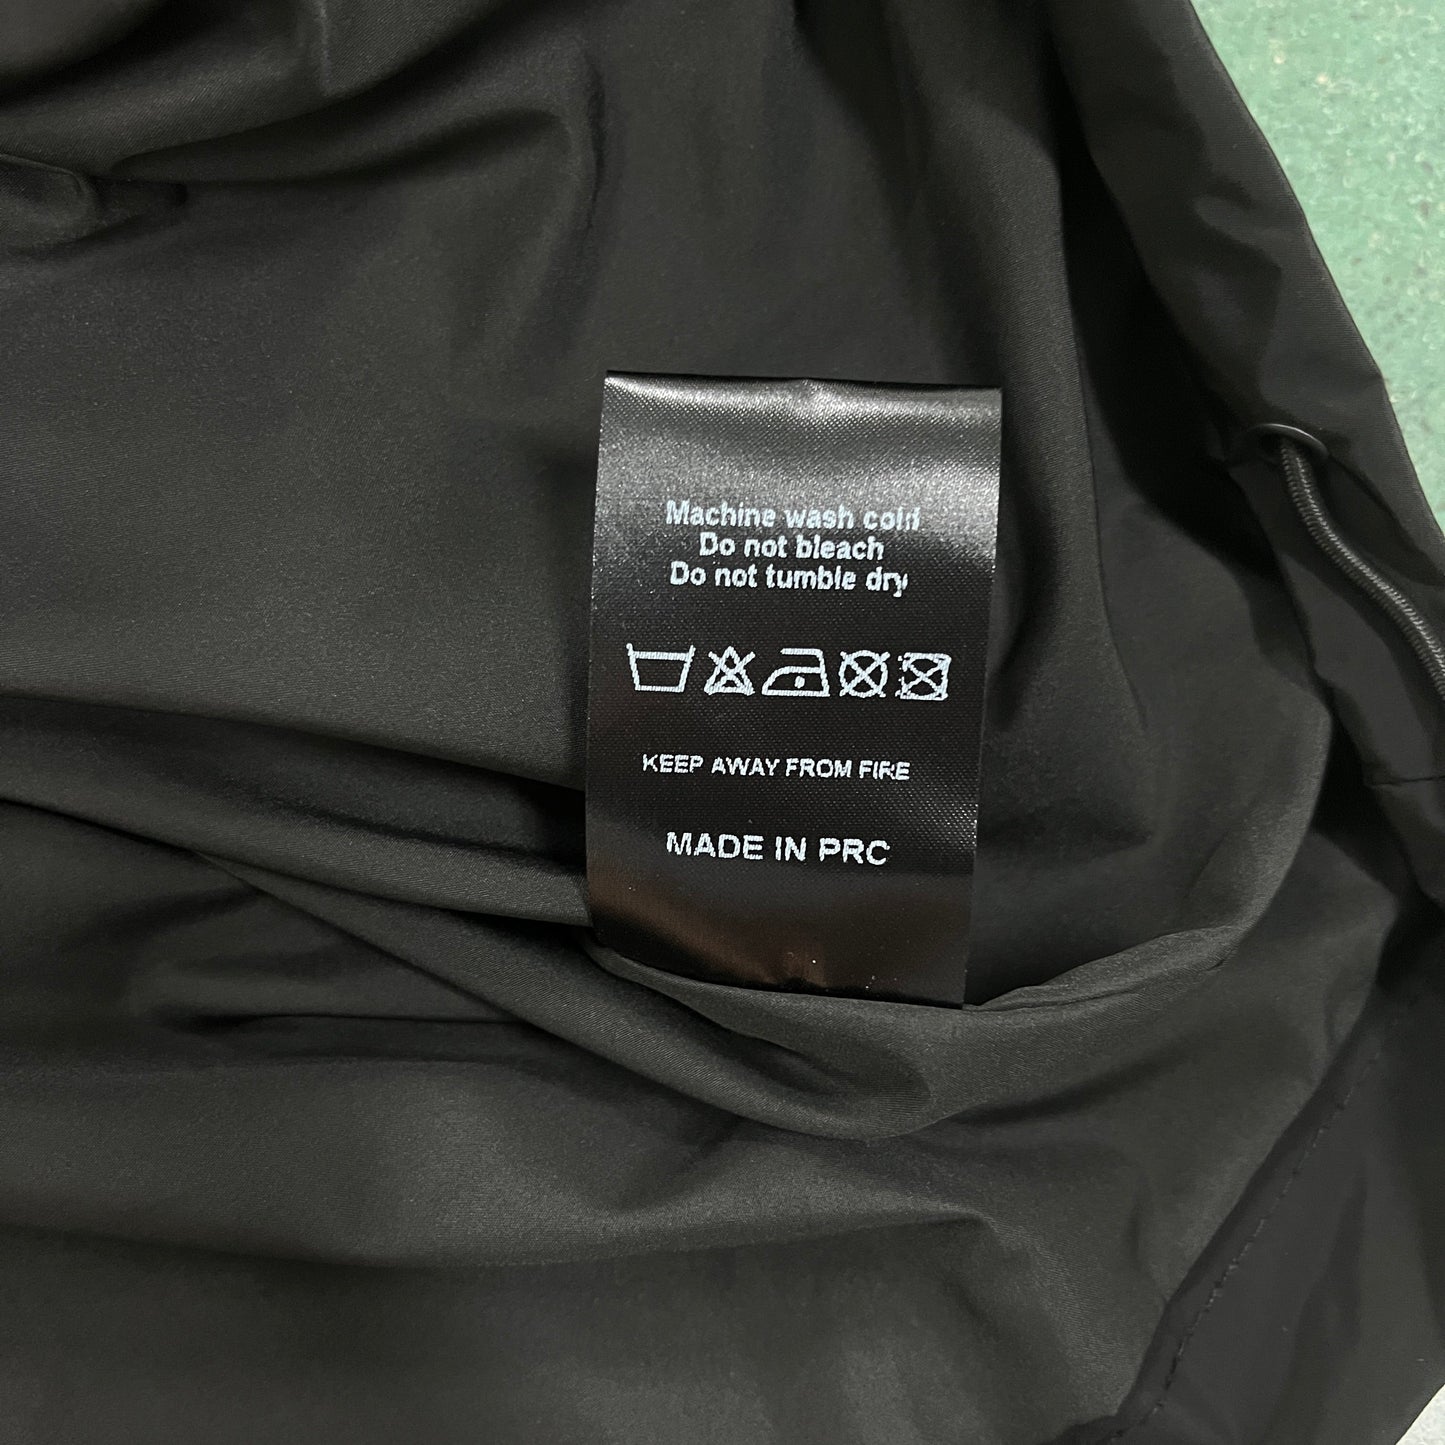 Machine wash cold
Do not bleach
Do not tumble dry
KEEP AWAY FROM FIRE
MADE IN PRC